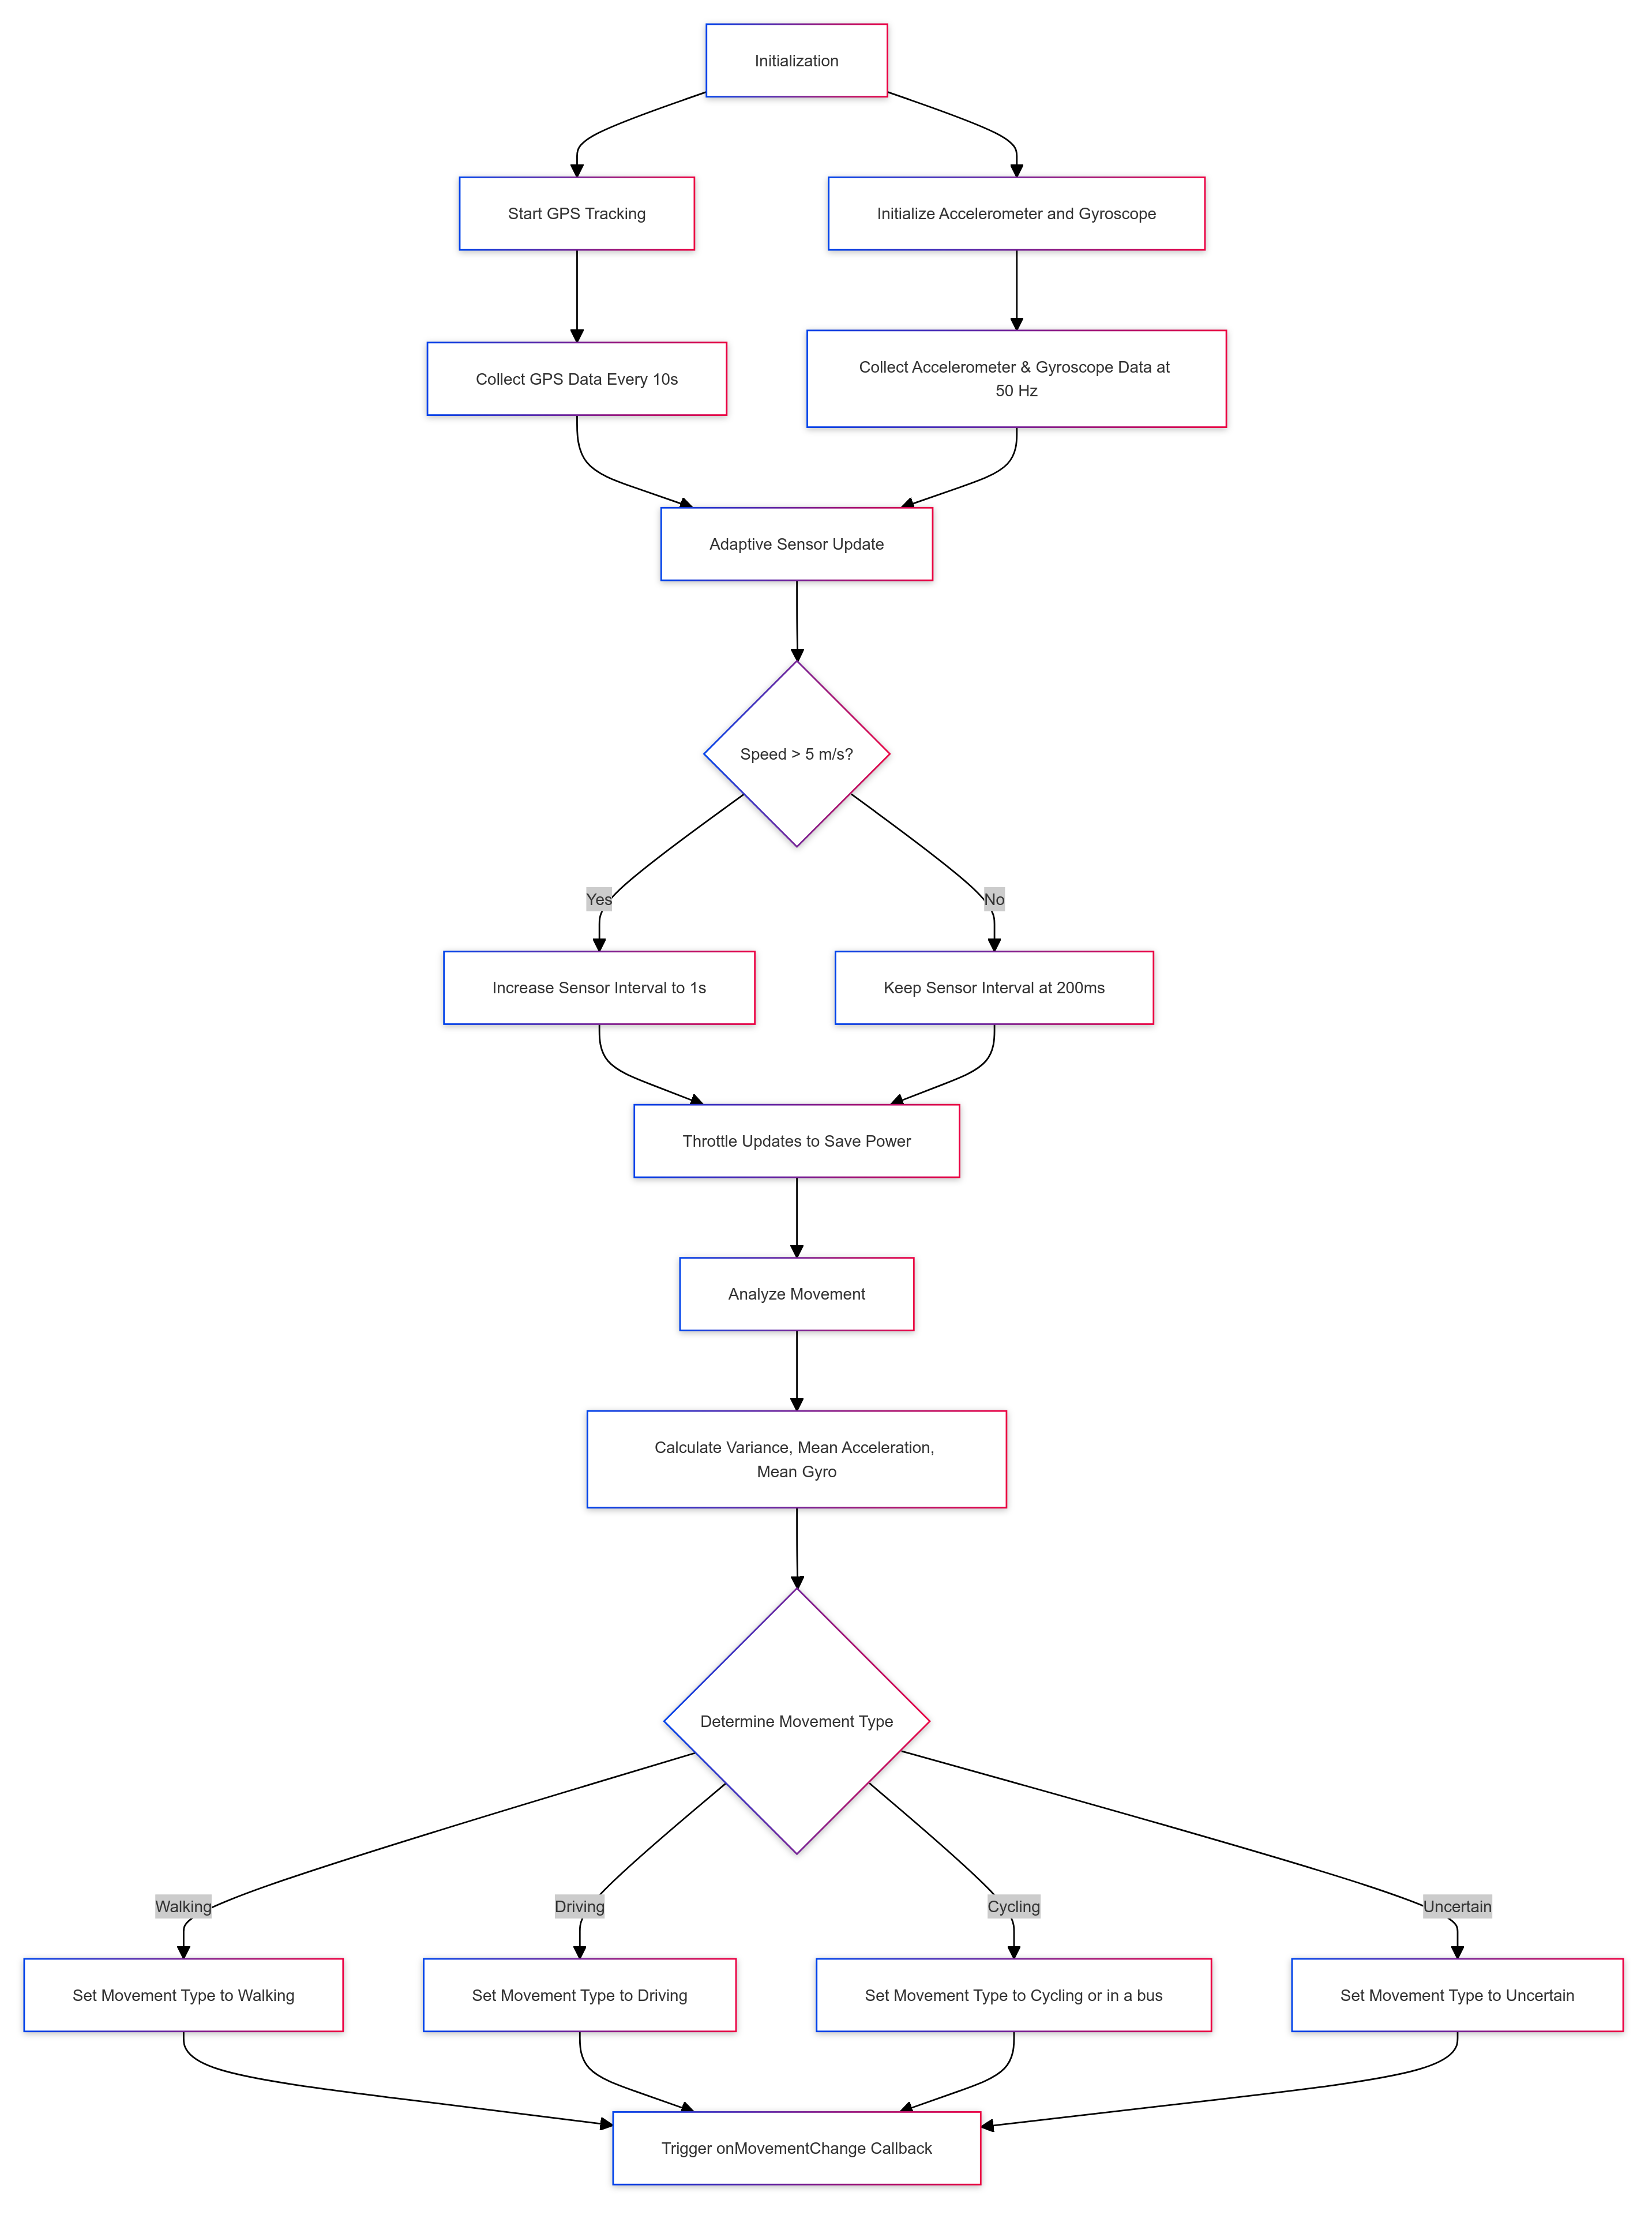 Initialization
Start GPS Tracking
Initialize Accelerometer and Gyroscope
Collect GPS Data Every 10s
Collect Accelerometer & Gyroscope Data at
50 Hz
Adaptive Sensor Update
Speed > 5 m/s?
Yes
No
Increase Sensor Interval to 1s
Keep Sensor Interval at 200ms
Throttle Updates to Save Power
Analyze Movement
Calculate Variance, Mean Acceleration,
Mean Gyro
Determine Movement Type
Walking
Driving
Cycling
Uncertain
Set Movement Type to Walking
Set Movement Type to Driving
Set Movement Type to Cycling or in a bus
Set Movement Type to Uncertain
Trigger onMovementChange Callback